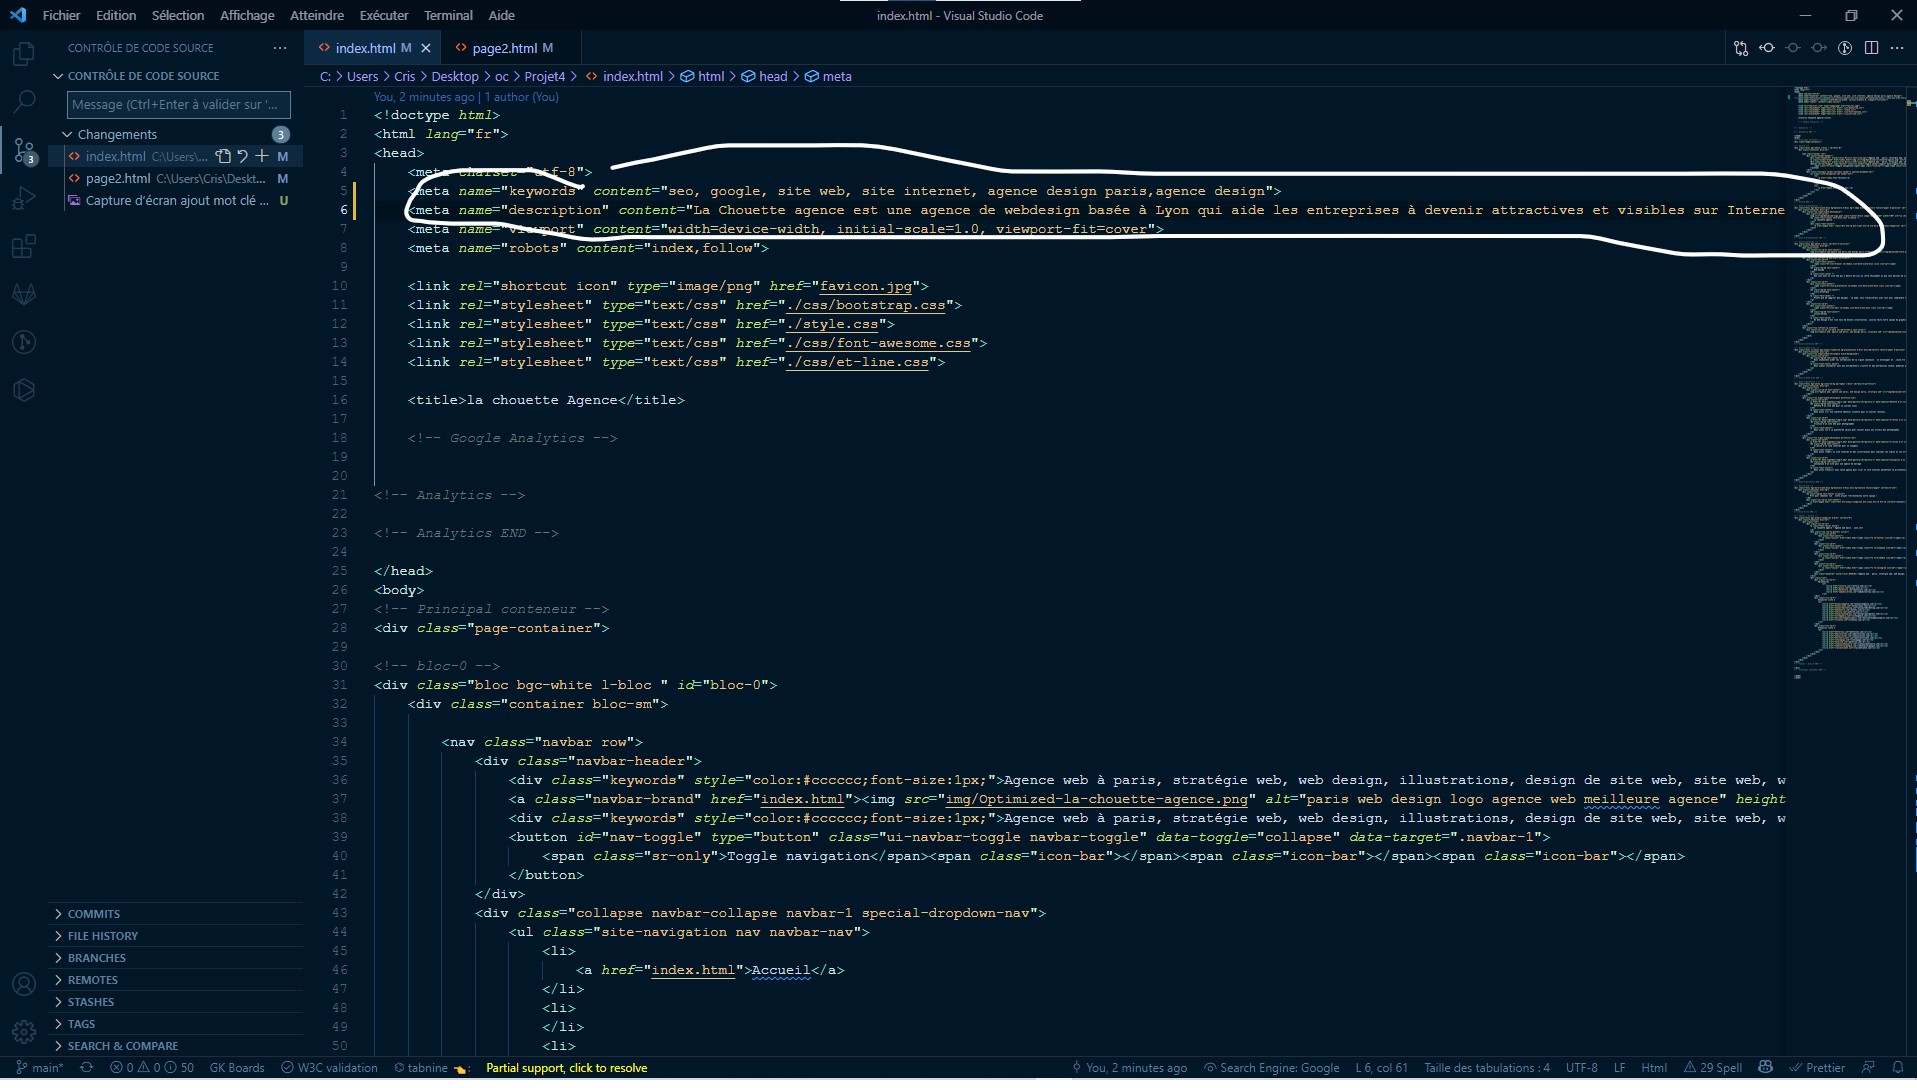 Fichier Edition Sélection Affichage Atteindre Exécuter Terminal Aide
index.html - Visual Studio Code
CONTRÔLE DE CODE SOURCE
CONTRÔLE DE CODE SOURCE
Message (Ctrl+Entrer à valider sur '...
Changements 3
index.html C:\Users\... M
page2.html C:\Users\Cris\Deskt... M
Capture d'écran ajout mot clé ... U
3
COMMITS
FILE HISTORY
BRANCHES
REMOTES
STASHES
TAGS
SEARCH & COMPARE
index.html M
page2.html M
C: > Users > Cris > Desktop > oc > Projet4 > index.html > html > head > meta
You, 2 minutes ago | 1 author (You)
1 <!doctype html>
2 <html lang="fr">
3 <head>
4 <meta charset="utf-8">
5 <meta name="keywords" content="seo, google, site web, site internet, agence design paris,agence design">
6 <meta name="description" content="La Chouette agence est une agence de webdesign basée à Lyon qui aide les entreprises à devenir attractives et visibles sur Interne
7 <meta name="viewport" content="width=device-width, initial-scale=1.0, viewport-fit=cover">
8 <meta name="robots" content="index,follow">
9
10 <link rel="shortcut icon" type="image/png" href="favicon.jpg">
11 <link rel="stylesheet" type="text/css" href="./css/bootstrap.css">
12 <link rel="stylesheet" type="text/css" href="./style.css">
13 <link rel="stylesheet" type="text/css" href="./css/font-awesome.css">
14 <link rel="stylesheet" type="text/css" href="./css/et-line.css">
15
16 <title>la chouette Agence</title>
17
18 <!-- Google Analytics -->
19
20
21 <!-- Analytics -->
22
23 <!-- Analytics END -->
24
25 </head>
26 <body>
27 <!-- Principal conteneur -->
28 <div class="page-container">
29
30 <!-- bloc-0 -->
31 <div class="bloc bgc-white l-bloc " id="bloc-0">
32 <div class="container bloc-sm">
33
34 <nav class="navbar row">
35 <div class="navbar-header">
36 <div class="keywords" style="color:#cccccc;font-size:1px;">Agence web à paris, stratégie web, web design, illustrations, design de site web, site web, w
37 <a class="navbar-brand" href="index.html"><img src="img/Optimized-la-chouette-agence.png" alt="paris web design logo agence web meilleure agence" height
38 <div class="keywords" style="color:#cccccc;font-size:1px;">Agence web à paris, stratégie web, web design, illustrations, design de site web, site web, w
39 <button id="nav-toggle" type="button" class="ui-navbar-toggle navbar-toggle" data-toggle="collapse" data-target=".navbar-1">
40 <span class="sr-only">Toggle navigation</span><span class="icon-bar"></span><span class="icon-bar"></span><span class="icon-bar"></span>
41 </button>
42 </div>
43 <div class="collapse navbar-collapse navbar-1 special-dropdown-nav">
44 <ul class="site-navigation nav navbar-nav">
45 <li>
46 <a href="index.html">Accueil</a>
47 </li>
48 <li>
49 </li>
50 <li>
main* 0 0 50 GK Boards W3C validation tabnine Partial support, click to resolve You, 2 minutes ago Search Engine: Google L 6, col 61 Taille des tabulations : 4 UTF-8 LF Html 29 Spell Prettier